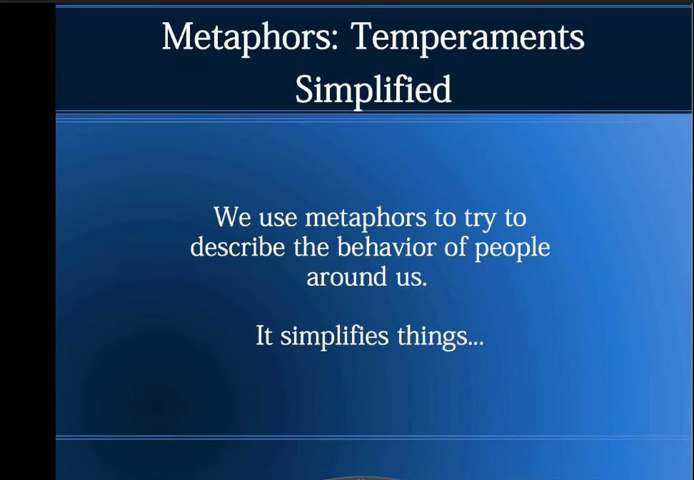 Metaphors: Temperaments
Simplified
We use metaphors to try to
describe the behavior of people
around us.
It simplifies things...